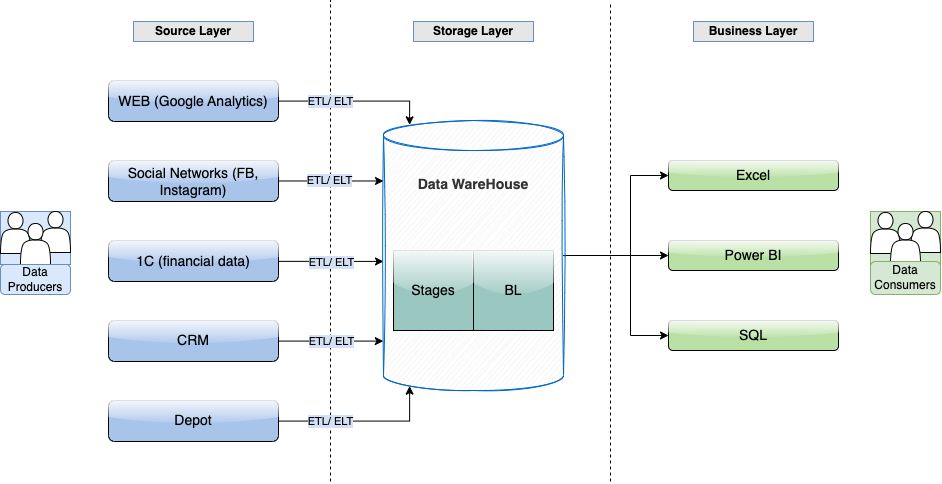 Source Layer
Storage Layer
Business Layer
WEB (Google Analytics)
ETL/ ELT
Social Networks (FB,
Instagram)
ETL/ ELT
Data WareHouse
Excel
Data
Producers
1C (financial data)
ETL/ ELT
Stages
BL
Power BI
Data
Consumers
CRM
ETL/ ELT
SQL
Depot
ETL/ ELT